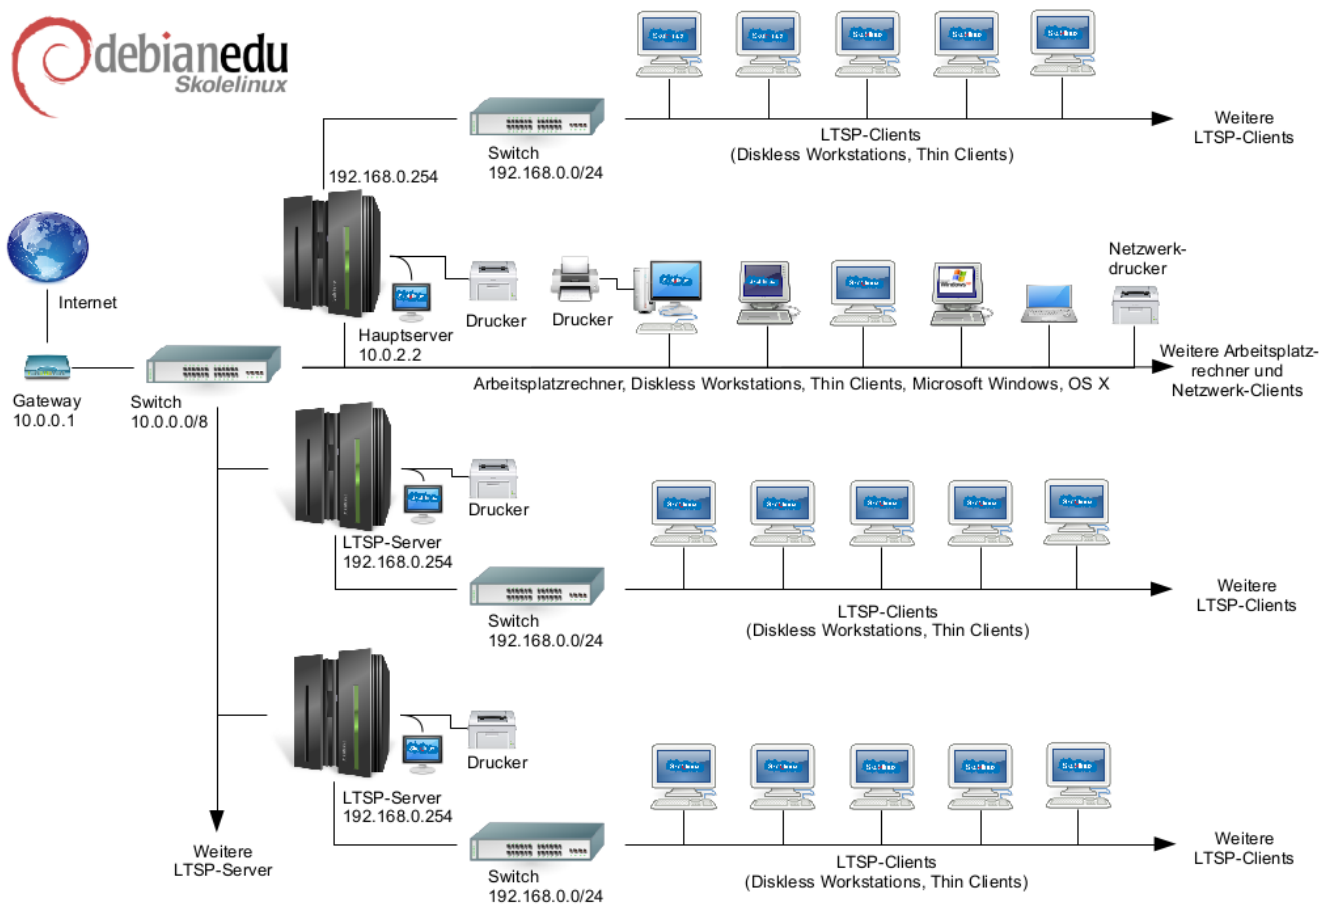 debianedu
Skolelinux
Switch
192.168.0.0/24
LTSP-Clients
(Diskless Workstations, Thin Clients)
Weitere
LTSP-Clients
192.168.0.254
Internet
Hauptserver
10.0.2.2
Drucker
Drucker
Windows
Netzwerk-
drucker
Gateway
10.0.0.1
Switch
10.0.0.0/8
Arbeitsplatzrechner, Diskless Workstations, Thin Clients, Microsoft Windows, OS X
Weitere Arbeitsplatz-
rechner und
Netzwerk-Clients
Drucker
LTSP-Server
192.168.0.254
Switch
192.168.0.0/24
LTSP-Clients
(Diskless Workstations, Thin Clients)
Weitere
LTSP-Clients
Drucker
LTSP-Server
192.168.0.254
Switch
192.168.0.0/24
LTSP-Clients
(Diskless Workstations, Thin Clients)
Weitere
LTSP-Clients
Weitere
LTSP-Server